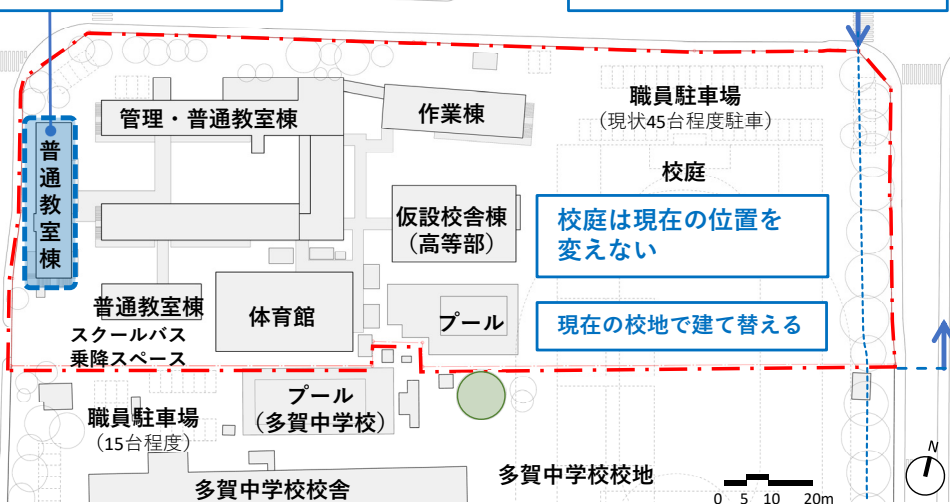 管理・普通教室棟
作業棟
職員駐車場
（現状45台程度駐車）
校庭
普通教室棟
仮設校舎棟
（高等部）
校庭は現在の位置を
変えない
普通教室棟
スクールバス
乗降スペース
体育館
プール
現在の校地で建て替える
職員駐車場
（15台程度）
プール
（多賀中学校）
多賀中学校校舎
多賀中学校校地
0 5 10 20m
N